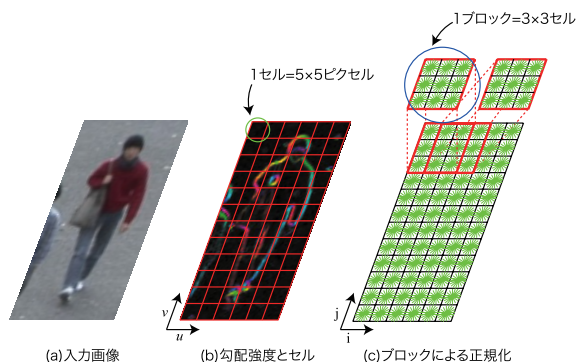 1ブロック=3×3セル
1セル=5×5ピクセル
v
u
j
i
(a)入力画像
(b)勾配強度とセル
(c)ブロックによる正規化